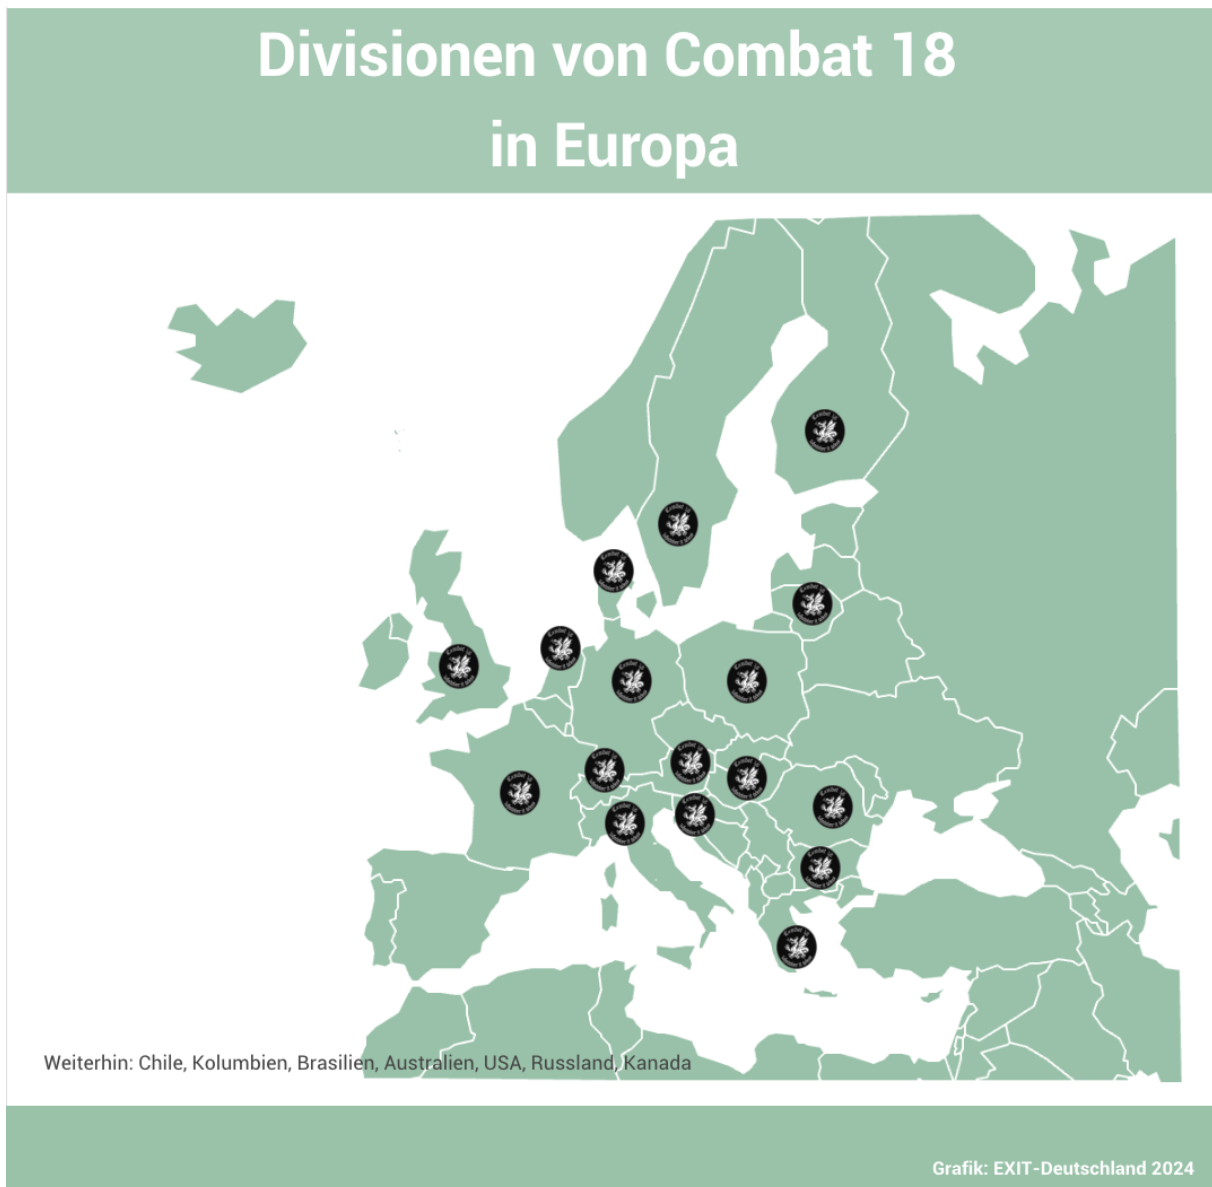 Divisionen von Combat 18
in Europa
Weiterhin: Chile, Kolumbien, Brasilien, Australien, USA, Russland, Kanada
Grafik: EXIT-Deutschland 2024